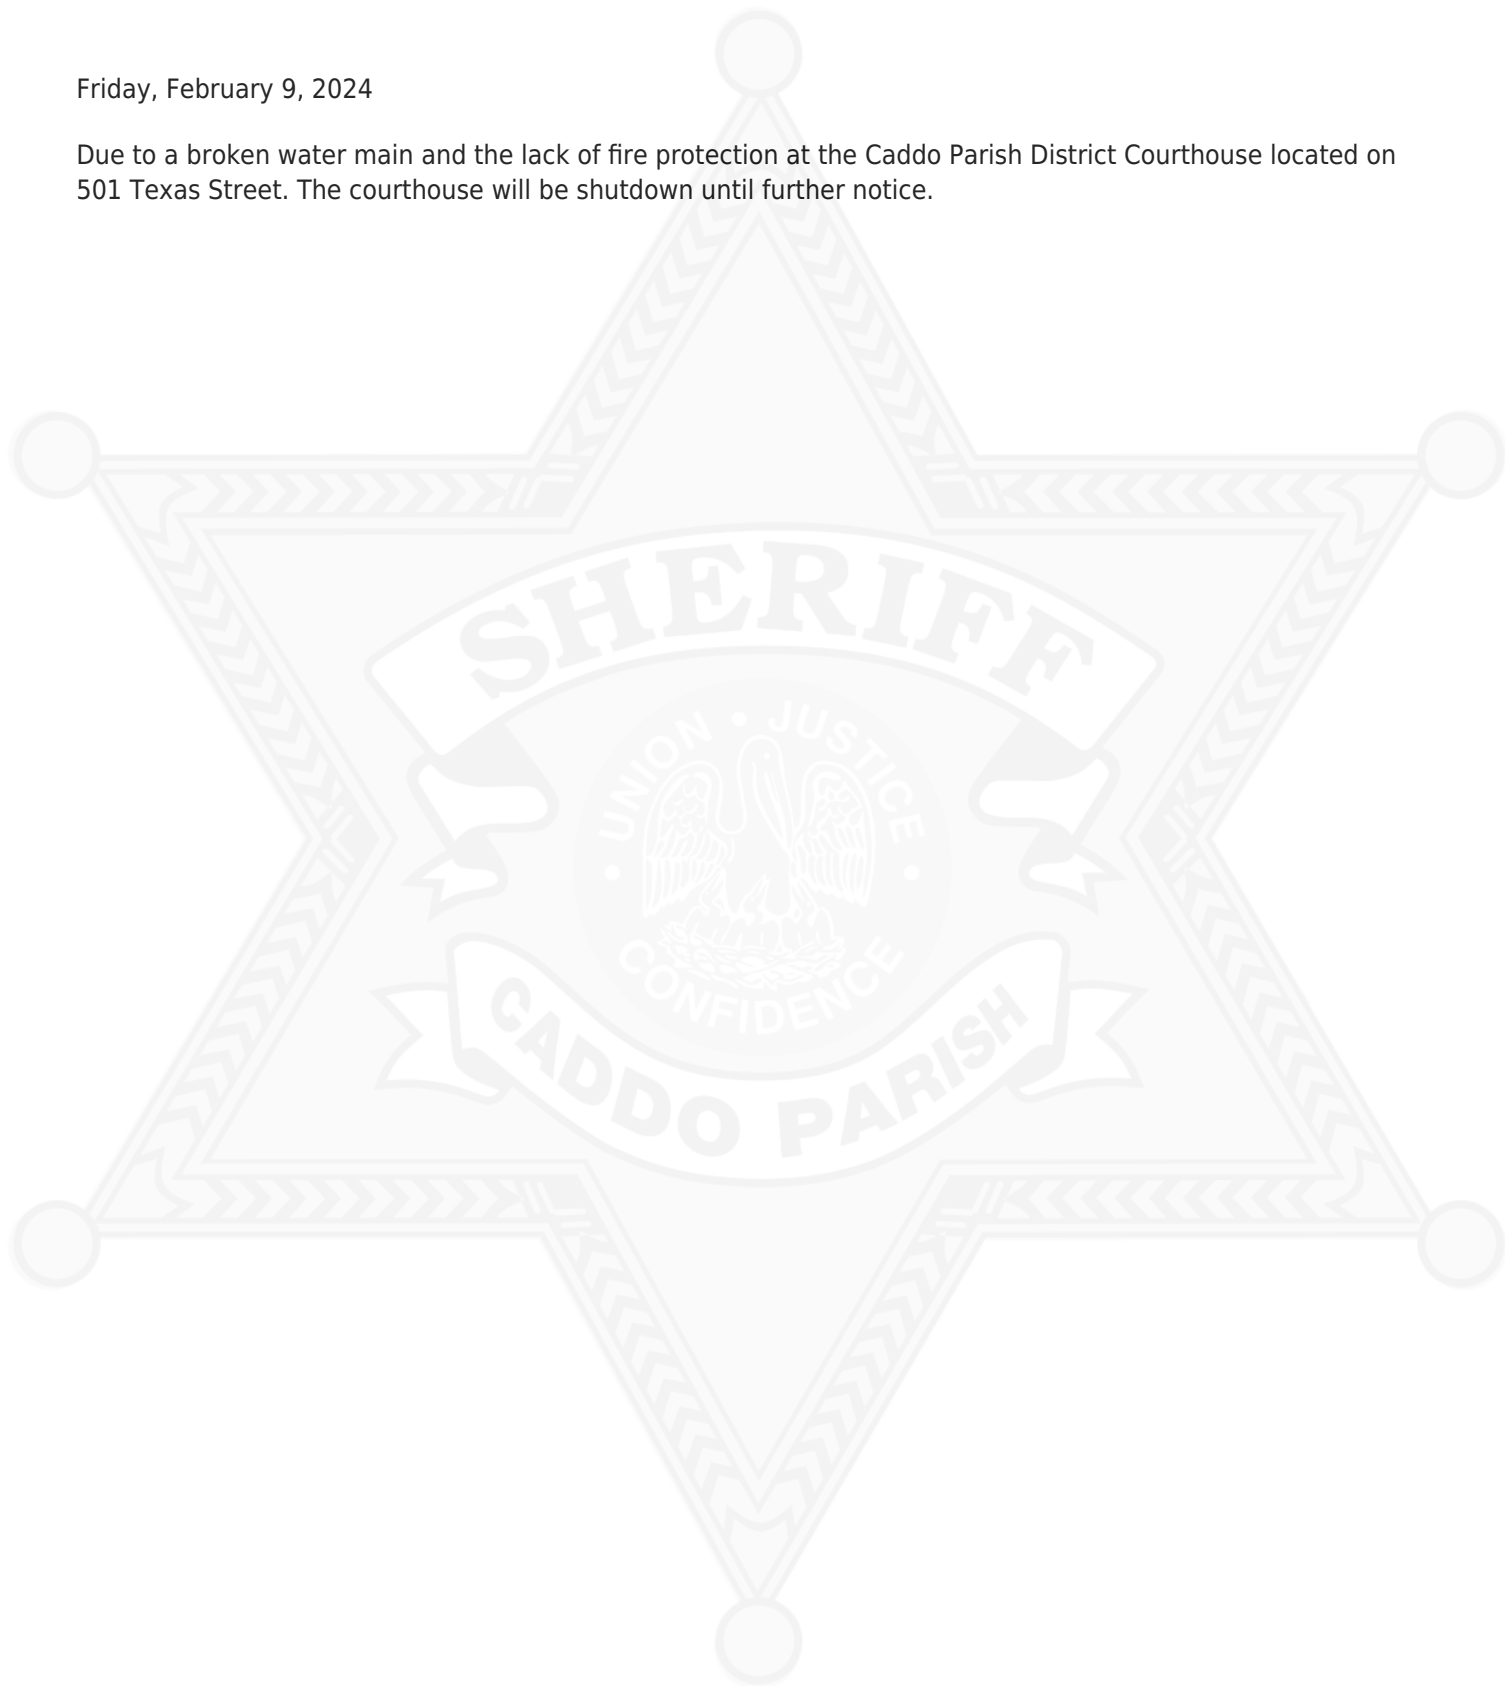 Friday, February 9, 2024
Due to a broken water main and the lack of fire protection at the Caddo Parish District Courthouse located on
501 Texas Street. The courthouse will be shutdown until further notice.
SHERIFF
UNION • JUSTICE
• CONFIDENCE •
CADDO PARISH